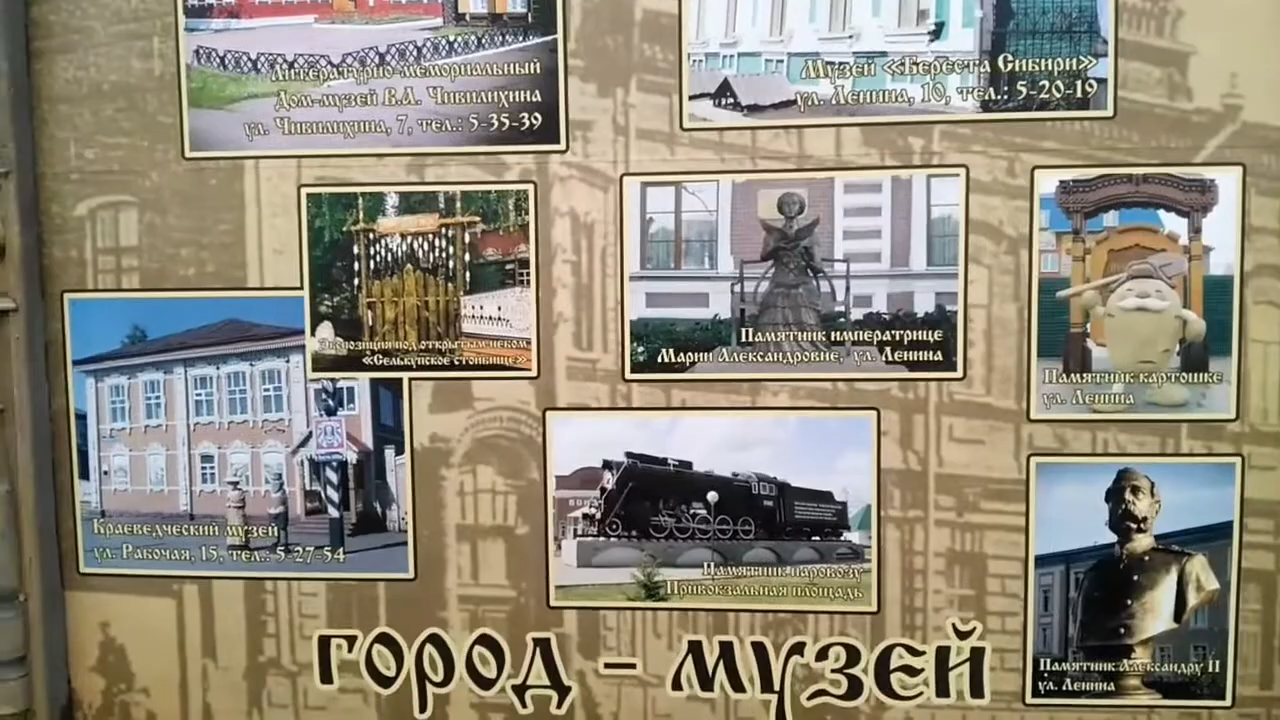 Литературно-мемориальный
Дом-музей В.А. Чивилихина
ул. Чивилихина, 7, тел.: 5-35-39
Музей «Береста Сибири»
ул. Ленина, 10, тел.: 5-20-19
Экспозиция под открытым небом
«Селькупское стойбище»
Памятник императрице
Марии Александровне, ул. Ленина
Памятник картошке
ул. Ленина
Краеведческий музей
ул. Рабочая, 15, тел.: 5-27-54
Памятник паровозу
Привокзальная площадь
Памятник Александру II
ул. Ленина
город - музей